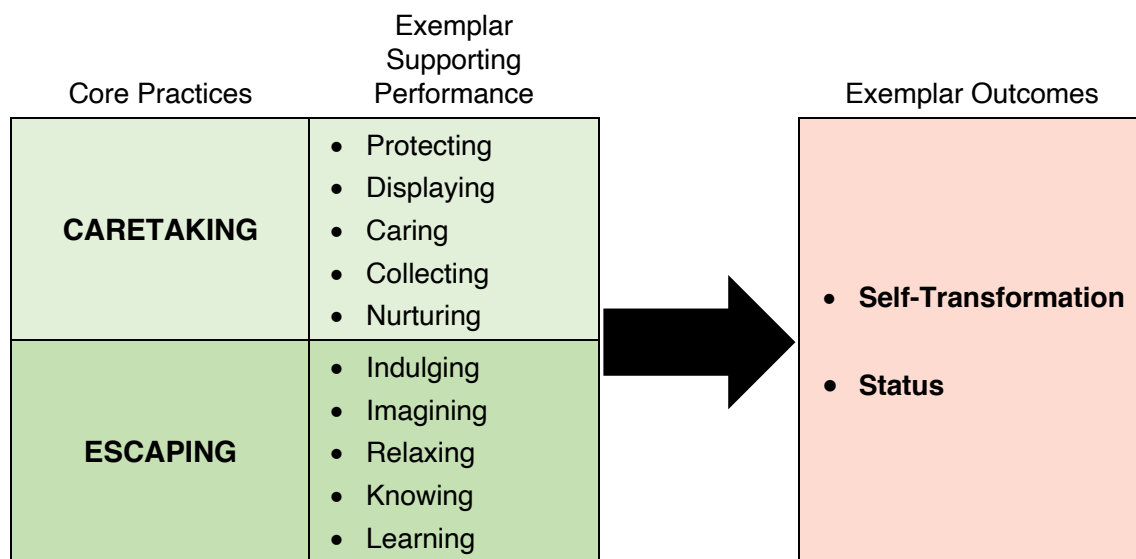 Core Practices
Exemplar
Supporting
Performance
Exemplar Outcomes
CARETAKING
• Protecting
• Displaying
• Caring
• Collecting
• Nurturing
ESCAPING
• Indulging
• Imagining
• Relaxing
• Knowing
• Learning
• Self-Transformation
• Status